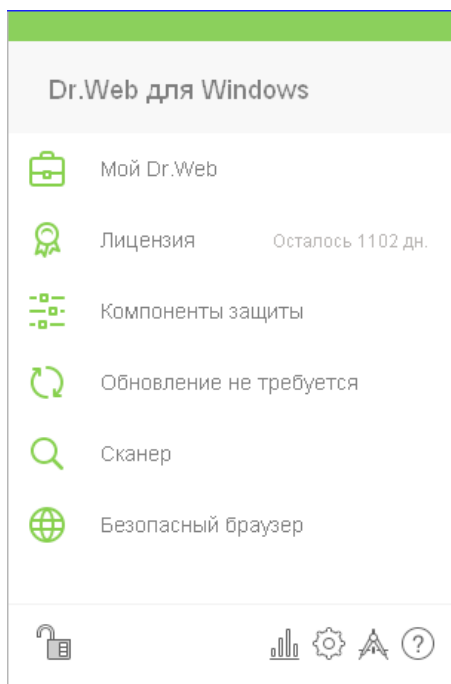 Dr.Web для Windows
Мой Dr.Web
Лицензия Осталось 1102 дн.
Компоненты защиты
Обновление не требуется
Сканер
Безопасный браузер
?